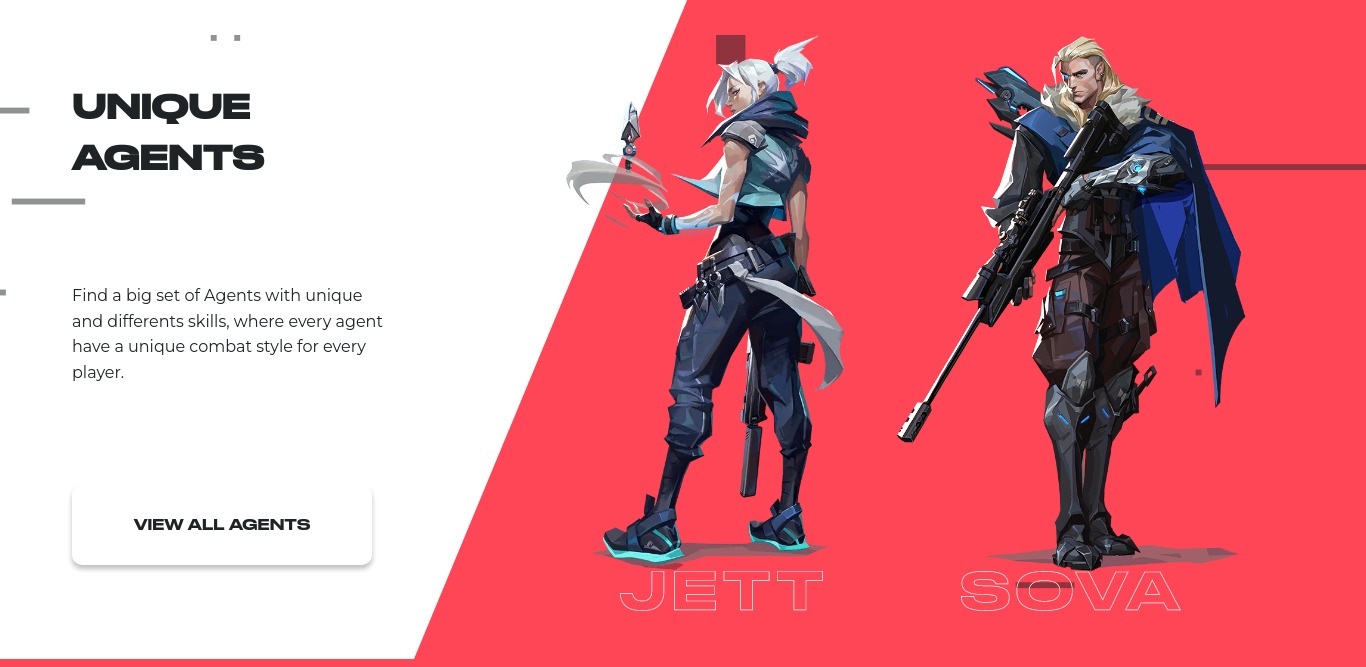 UNIQUE
AGENTS
Find a big set of Agents with unique
and differents skills, where every agent
have a unique combat style for every
player.
VIEW ALL AGENTS
JETT
SOVA